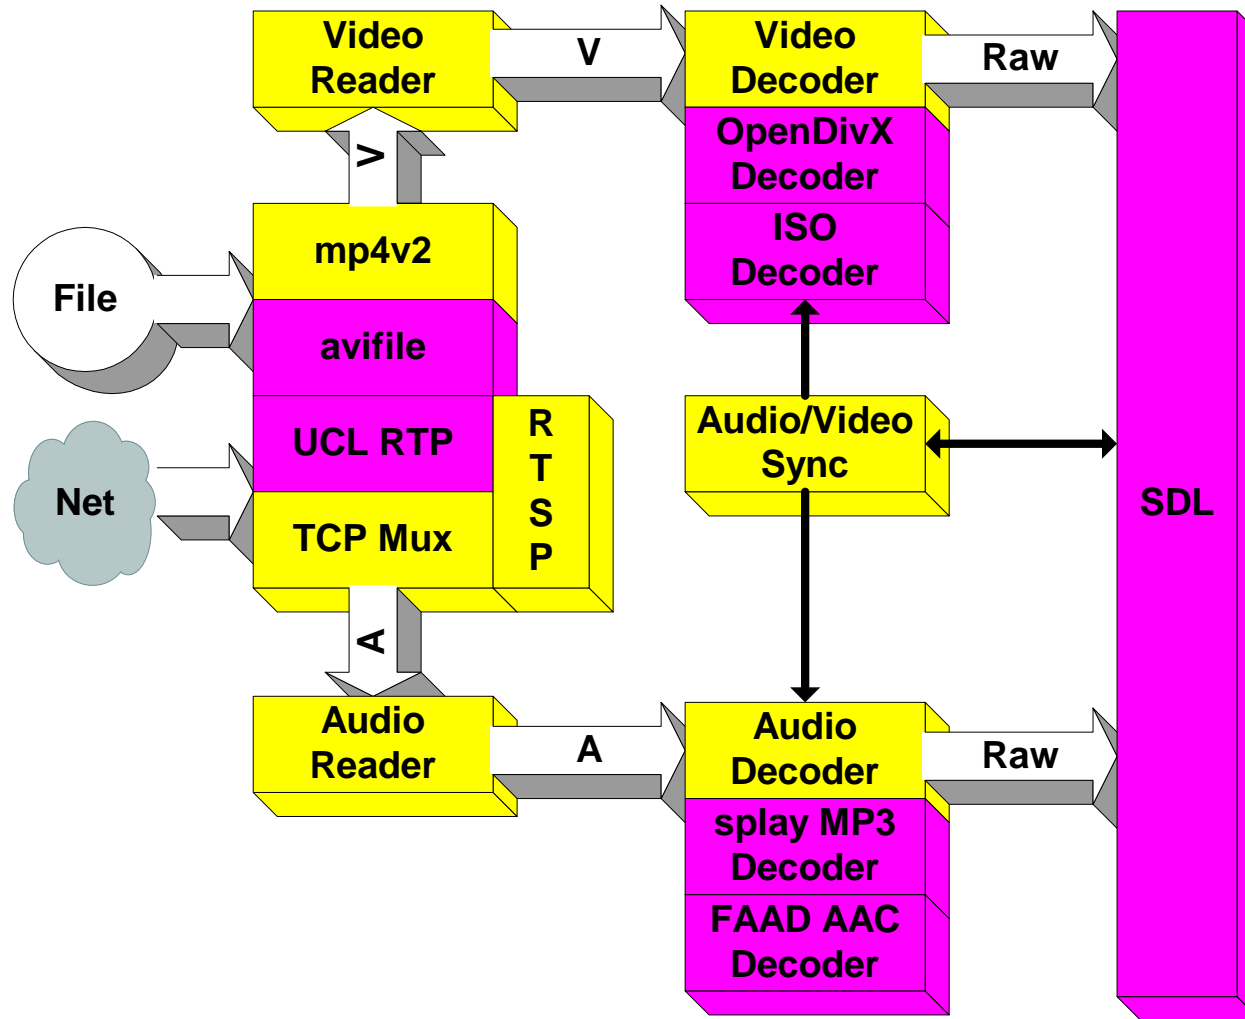 Video
Reader
V
Video
Decoder
Raw
OpenDivX
Decoder
ISO
Decoder
V
mp4v2
File
avifile
UCL RTP
R
T
S
P
Net
TCP Mux
Audio/Video
Sync
SDL
A
Audio
Reader
A
Audio
Decoder
Raw
splay MP3
Decoder
FAAD AAC
Decoder